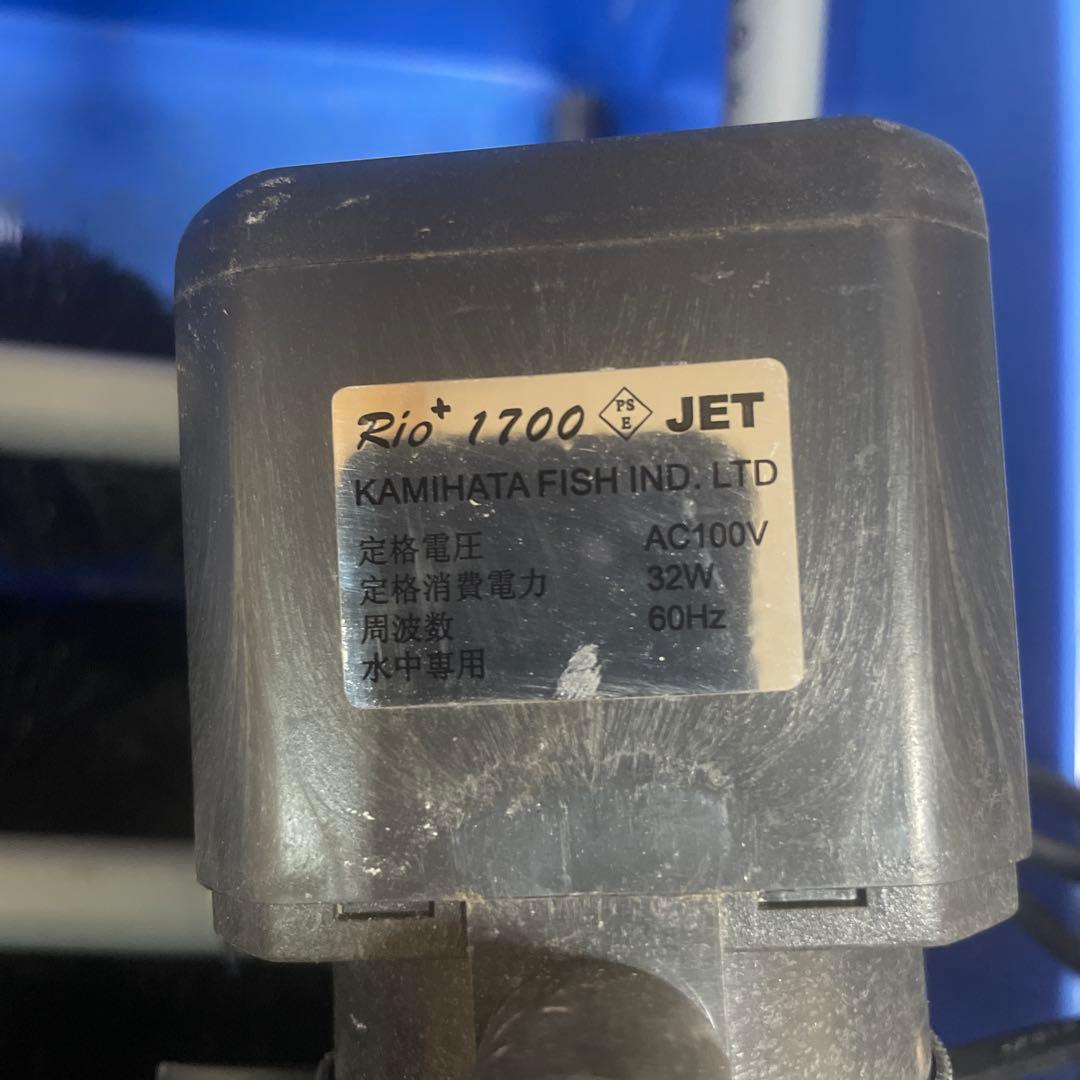 Rio+ 1700 PS E JET
KAMIHATA FISH IND. LTD
定格電圧 AC100V
定格消費電力 32W
周波数 60Hz
水中専用